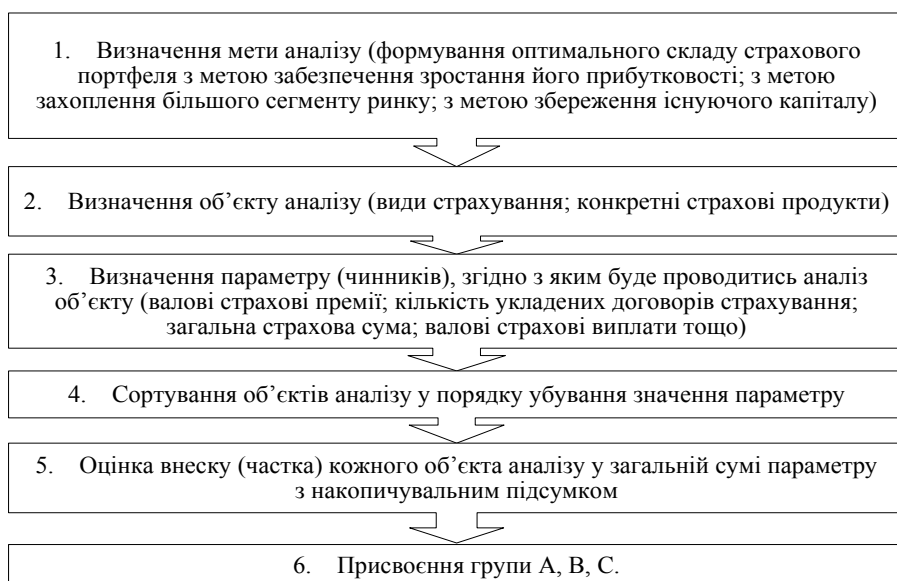 1. Визначення мети аналізу (формування оптимального складу страхового
портфеля з метою забезпечення зростання його прибутковості; з метою
захоплення більшого сегменту ринку; з метою збереження існуючого капіталу)
2. Визначення об’єкту аналізу (види страхування; конкретні страхові продукти)
3. Визначення параметру (чинників), згідно з яким буде проводитись аналіз
об’єкту (валові страхові премії; кількість укладених договорів страхування;
загальна страхова сума; валові страхові виплати тощо)
4. Сортування об’єктів аналізу у порядку убування значення параметру
5. Оцінка внеску (частка) кожного об’єкта аналізу у загальній сумі параметру
з накопичувальним підсумком
6. Присвоєння групи А, В, С.